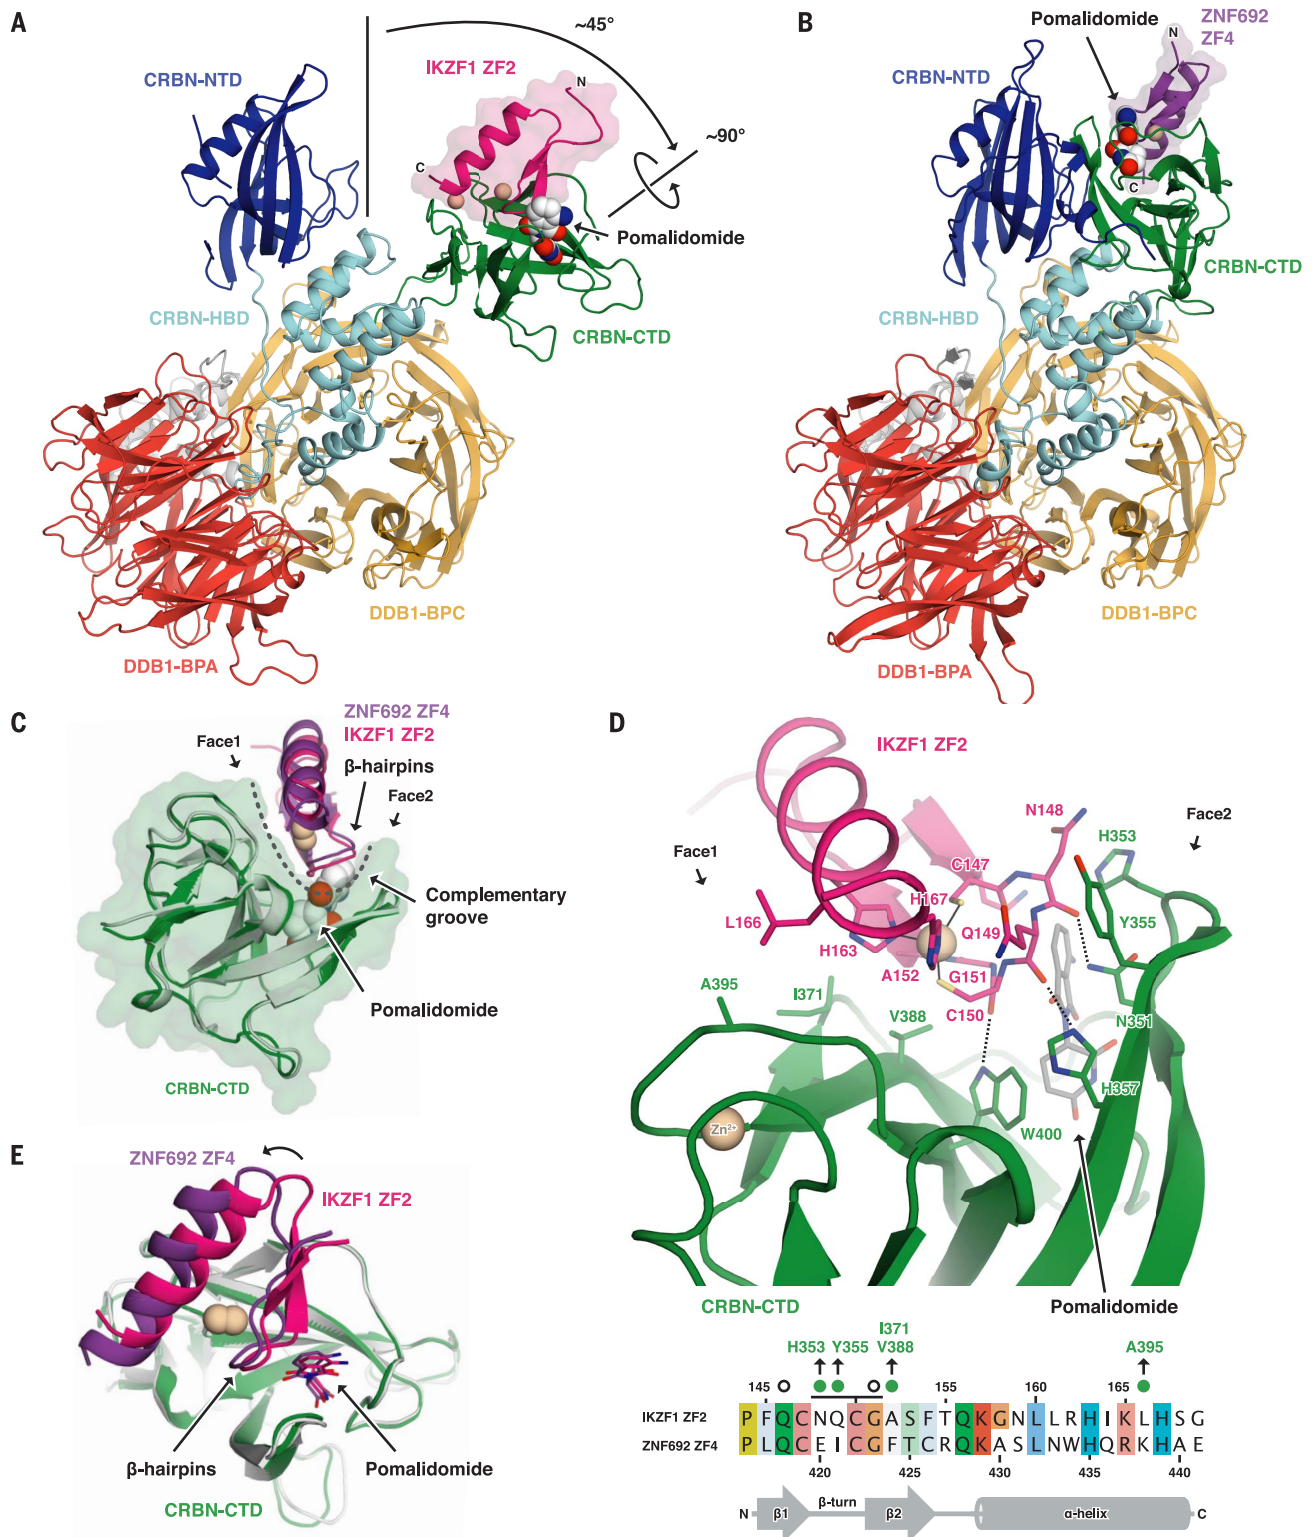 A
~45°
IKZF1 ZF2
CRBN-NTD
N
~90°
C
Pomalidomide
CRBN-HBD
CRBN-CTD
DDB1-BPC
DDB1-BPA
B
Pomalidomide
ZNF692
ZF4
N
CRBN-NTD
C
CRBN-CTD
CRBN-HBD
DDB1-BPC
DDB1-BPA
C
ZNF692 ZF4
IKZF1 ZF2
Face1
β-hairpins
Face2
Complementary
groove
Pomalidomide
CRBN-CTD
D
IKZF1 ZF2
N148
H353
Face2
Face1
C147
H167
Y355
L166
Q149
H163
A152
G151
A395
I371
C150
N351
V388
H357
Zn²⁺
W400
CRBN-CTD
Pomalidomide
E
ZNF692 ZF4
IKZF1 ZF2
β-hairpins
Pomalidomide
CRBN-CTD
I371
H353 Y355 V388 A395
145 155 160 165
IKZF1 ZF2 PFQCNQCGASFTQKGNLLRHIKLHSG
ZNF692 ZF4 PLQCEICGFTCRQKASLNWHQRKHAE
420 425 430 435 440
N β1 β-turn β2 α-helix C